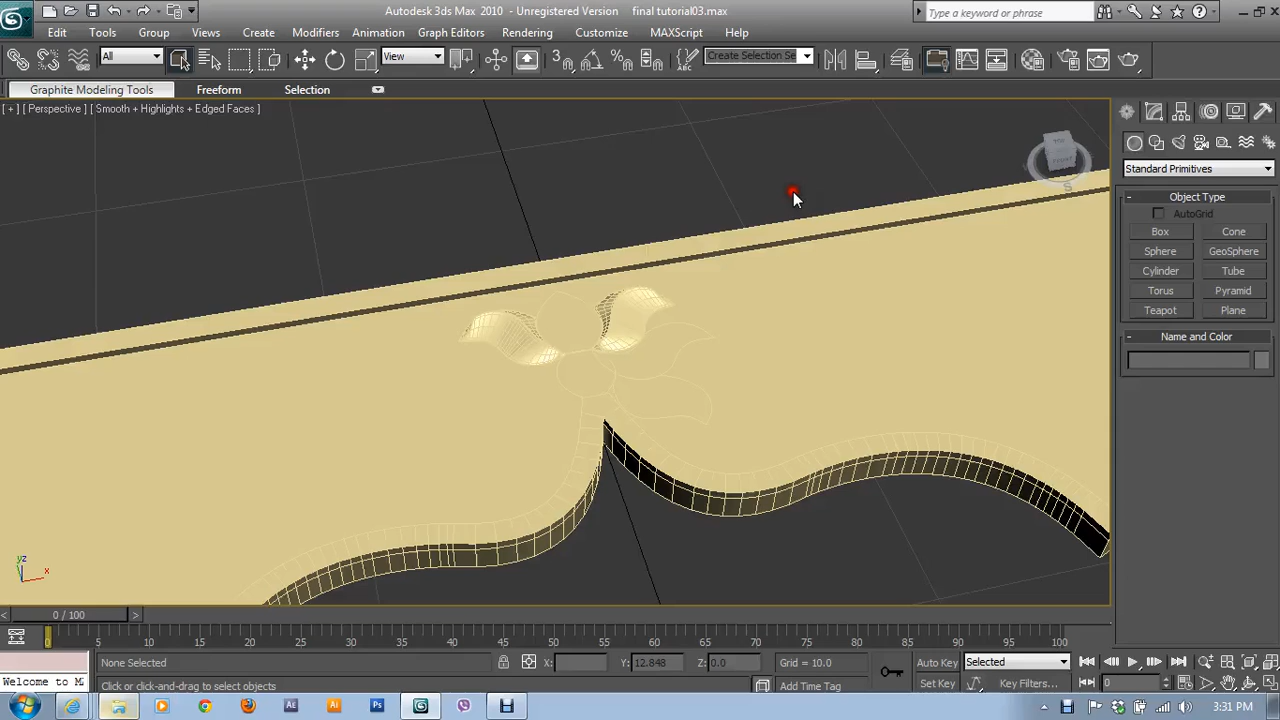 Autodesk 3ds Max 2010 - Unregistered Version final tutorial03.max
Type a keyword or phrase
Edit Tools Group Views Create Modifiers Animation Graph Editors Rendering Customize MAXScript Help
All View 3 Create Selection Se
Graphite Modeling Tools Freeform Selection
[ + ] [ Perspective ] [ Smooth + Highlights + Edged Faces ]
Standard Primitives
Object Type
AutoGrid
Box Cone
Sphere GeoSphere
Cylinder Tube
Torus Pyramid
Teapot Plane
Name and Color
0 / 100
0 5 10 15 20 25 30 35 40 45 50 55 60 65 70 75 80 85 90 95 100
None Selected X: Y: 12.848 Z: 0.0 Grid = 10.0 Auto Key Selected
Welcome to M Click or click-and-drag to select objects Add Time Tag Set Key Key Filters... 0
3:31 PM